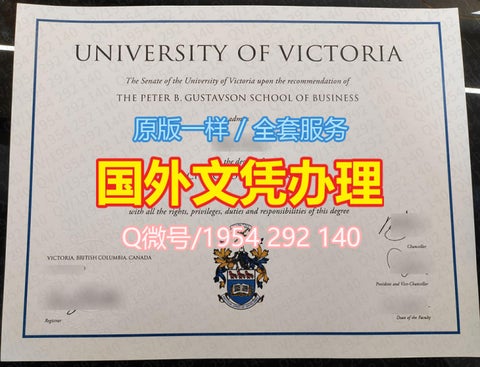 UNIVERSITY OF VICTORIA
The Senate of the University of Victoria upon the recommendation of
THE PETER B. GUSTAVSON SCHOOL OF BUSINESS
原版一样 / 全套服务
国外文凭办理
with all the rights, privileges, duties and responsibilities of this degree
Q微号/1954 292 140
Chancellor
VICTORIA, BRITISH COLUMBIA, CANADA
President and Vice-Chancellor
Registrar
Dean of the Faculty